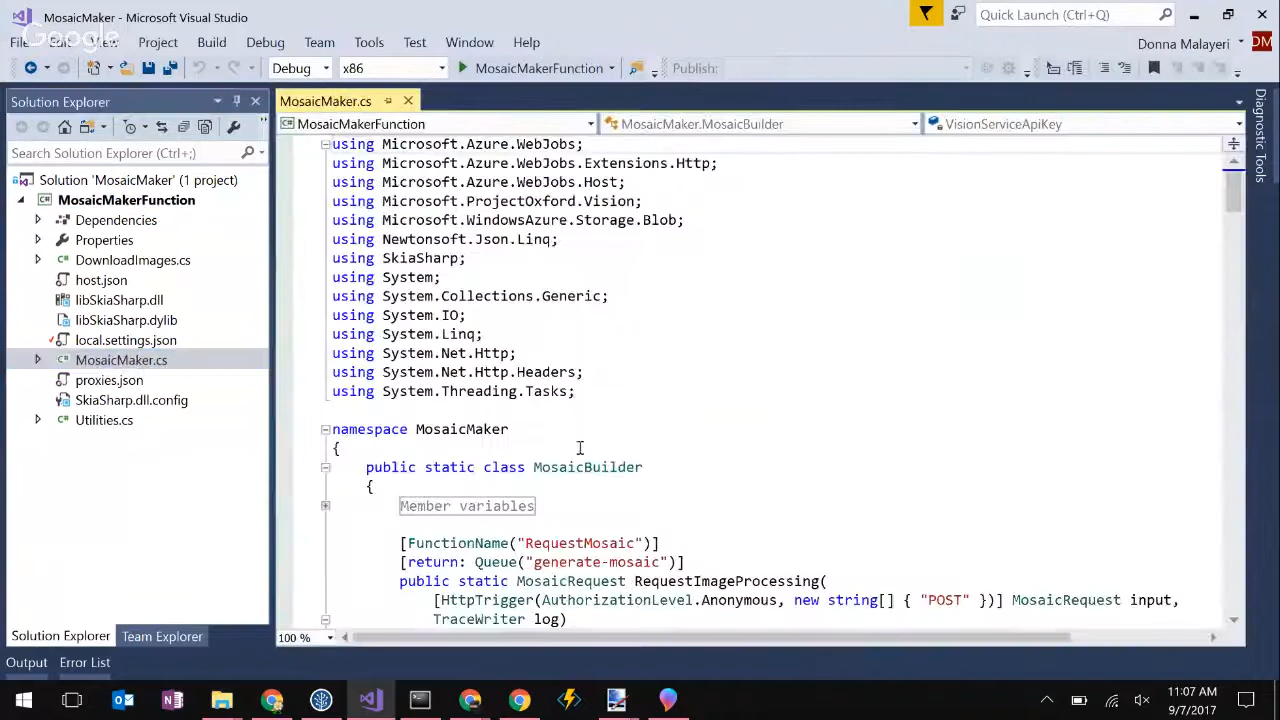 MosaicMaker - Microsoft Visual Studio
Quick Launch (Ctrl+Q)
Google
File Edit View Project Build Debug Team Tools Test Window Help
Donna Malayeri DM
Debug x86 MosaicMakerFunction Publish:
Solution Explorer
MosaicMaker.cs
Diagnostic Tools
MosaicMakerFunction MosaicMaker.MosaicBuilder VisionServiceApiKey
Search Solution Explorer (Ctrl+;)
Solution 'MosaicMaker' (1 project)
MosaicMakerFunction
Dependencies
Properties
DownloadImages.cs
host.json
libSkiaSharp.dll
libSkiaSharp.dylib
local.settings.json
MosaicMaker.cs
proxies.json
SkiaSharp.dll.config
Utilities.cs
using Microsoft.Azure.WebJobs;
using Microsoft.Azure.WebJobs.Extensions.Http;
using Microsoft.Azure.WebJobs.Host;
using Microsoft.ProjectOxford.Vision;
using Microsoft.WindowsAzure.Storage.Blob;
using Newtonsoft.Json.Linq;
using SkiaSharp;
using System;
using System.Collections.Generic;
using System.IO;
using System.Linq;
using System.Net.Http;
using System.Net.Http.Headers;
using System.Threading.Tasks;
namespace MosaicMaker
{
public static class MosaicBuilder
{
Member variables
[FunctionName("RequestMosaic")]
[return: Queue("generate-mosaic")]
public static MosaicRequest RequestImageProcessing(
[HttpTrigger(AuthorizationLevel.Anonymous, new string[] { "POST" })] MosaicRequest input,
TraceWriter log)
100 %
Solution Explorer Team Explorer
Output Error List
11:07 AM
9/7/2017